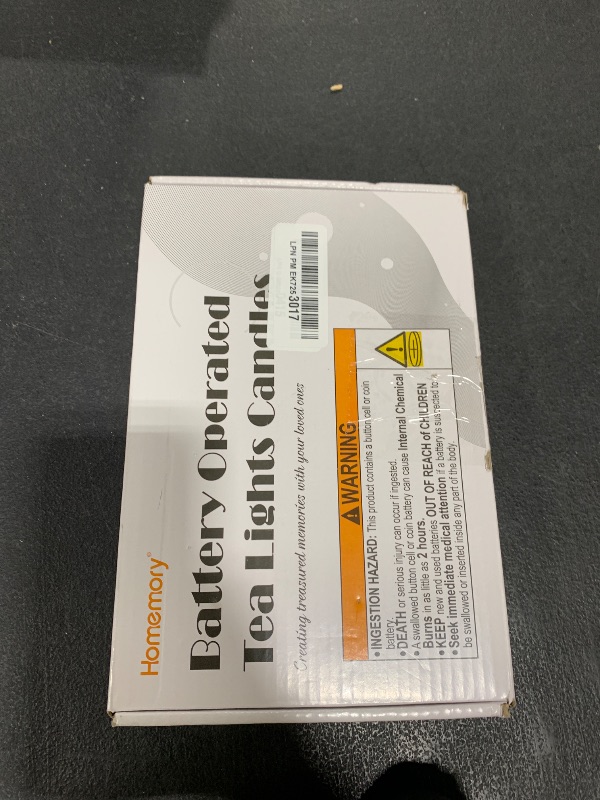 Homemory®
Battery Operated
Tea Lights Candles
Creating treasured memories with your loved ones
LPN PM EK7253017
WARNING
• INGESTION HAZARD: This product contains a button cell or coin
battery.
• DEATH or serious injury can occur if ingested.
• A swallowed button cell or coin battery can cause Internal Chemical
Burns in as little as 2 hours.
• KEEP new and used batteries OUT OF REACH of CHILDREN
• Seek immediate medical attention if a battery is suspected to
be swallowed or inserted inside any part of the body.